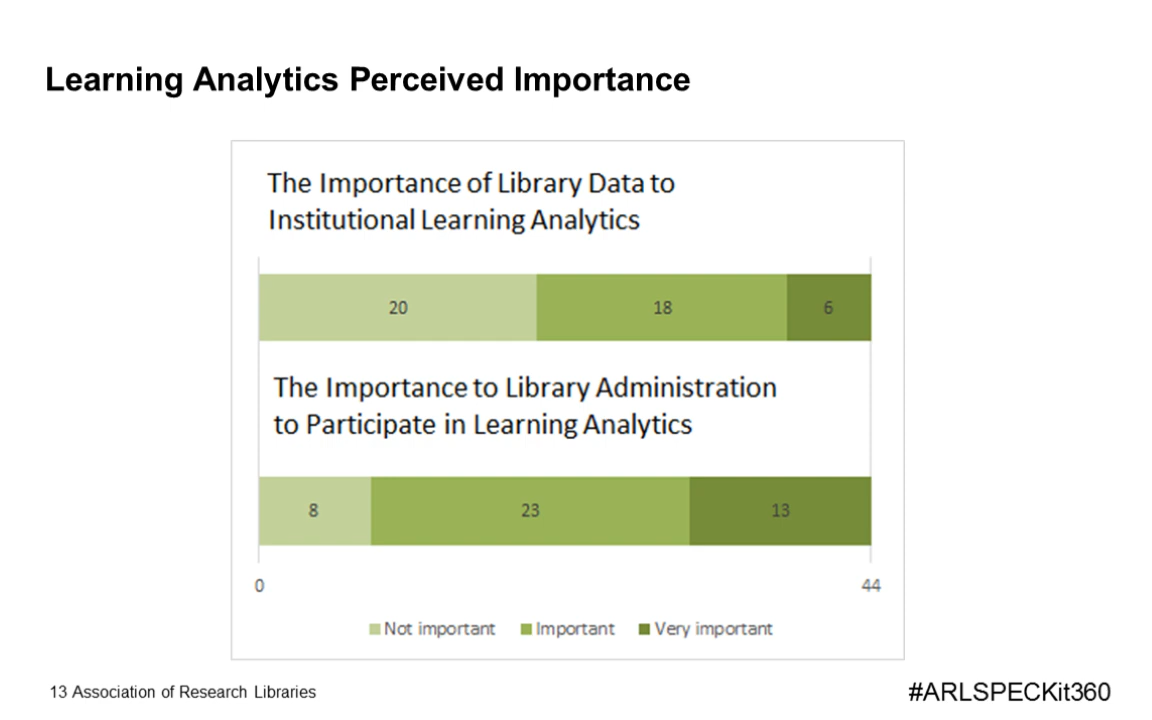 Learning Analytics Perceived Importance
The Importance of Library Data to
Institutional Learning Analytics
20 18 6
The Importance to Library Administration
to Participate in Learning Analytics
8 23 13
0 44
Not important Important Very important
13 Association of Research Libraries
#ARLSPECKit360